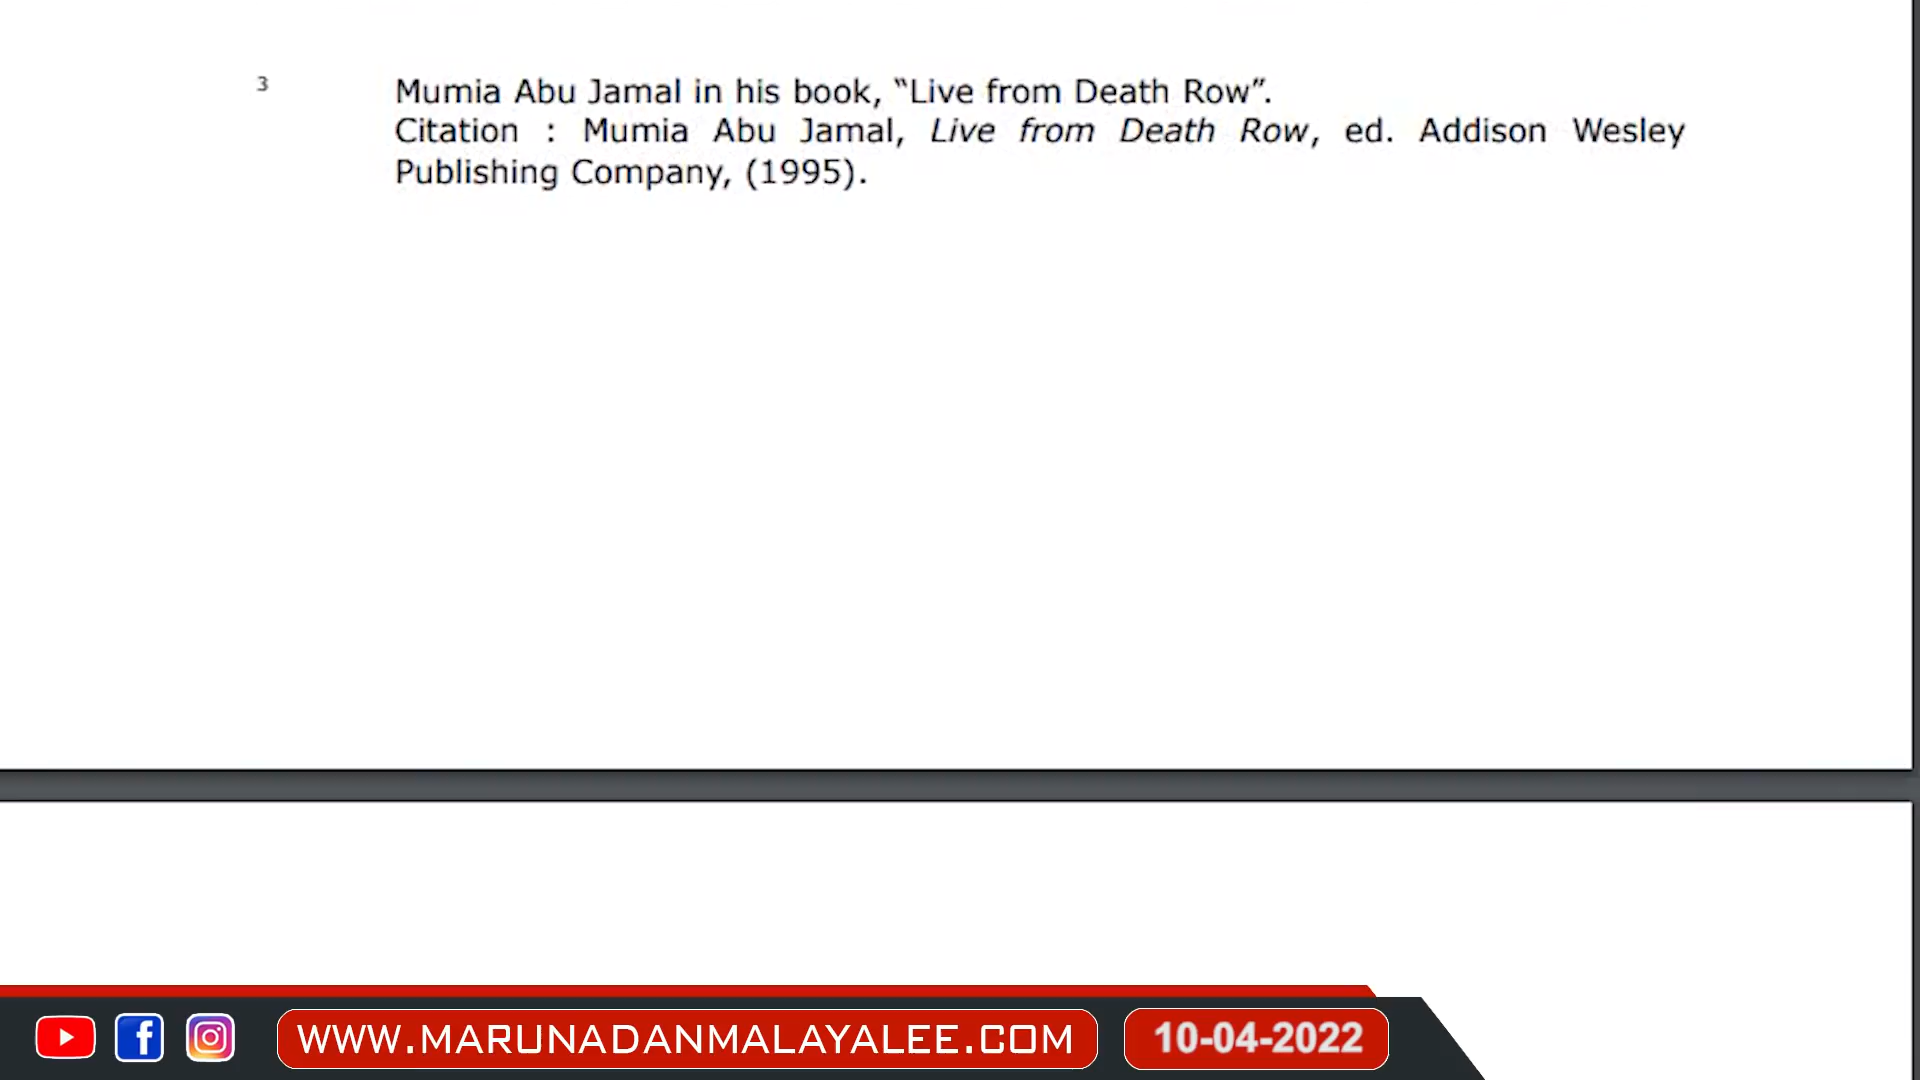 3
Mumia Abu Jamal in his book, “Live from Death Row”.
Citation : Mumia Abu Jamal, Live from Death Row, ed. Addison Wesley
Publishing Company, (1995).
WWW.MARUNADANMALAYALEE.COM
10-04-2022